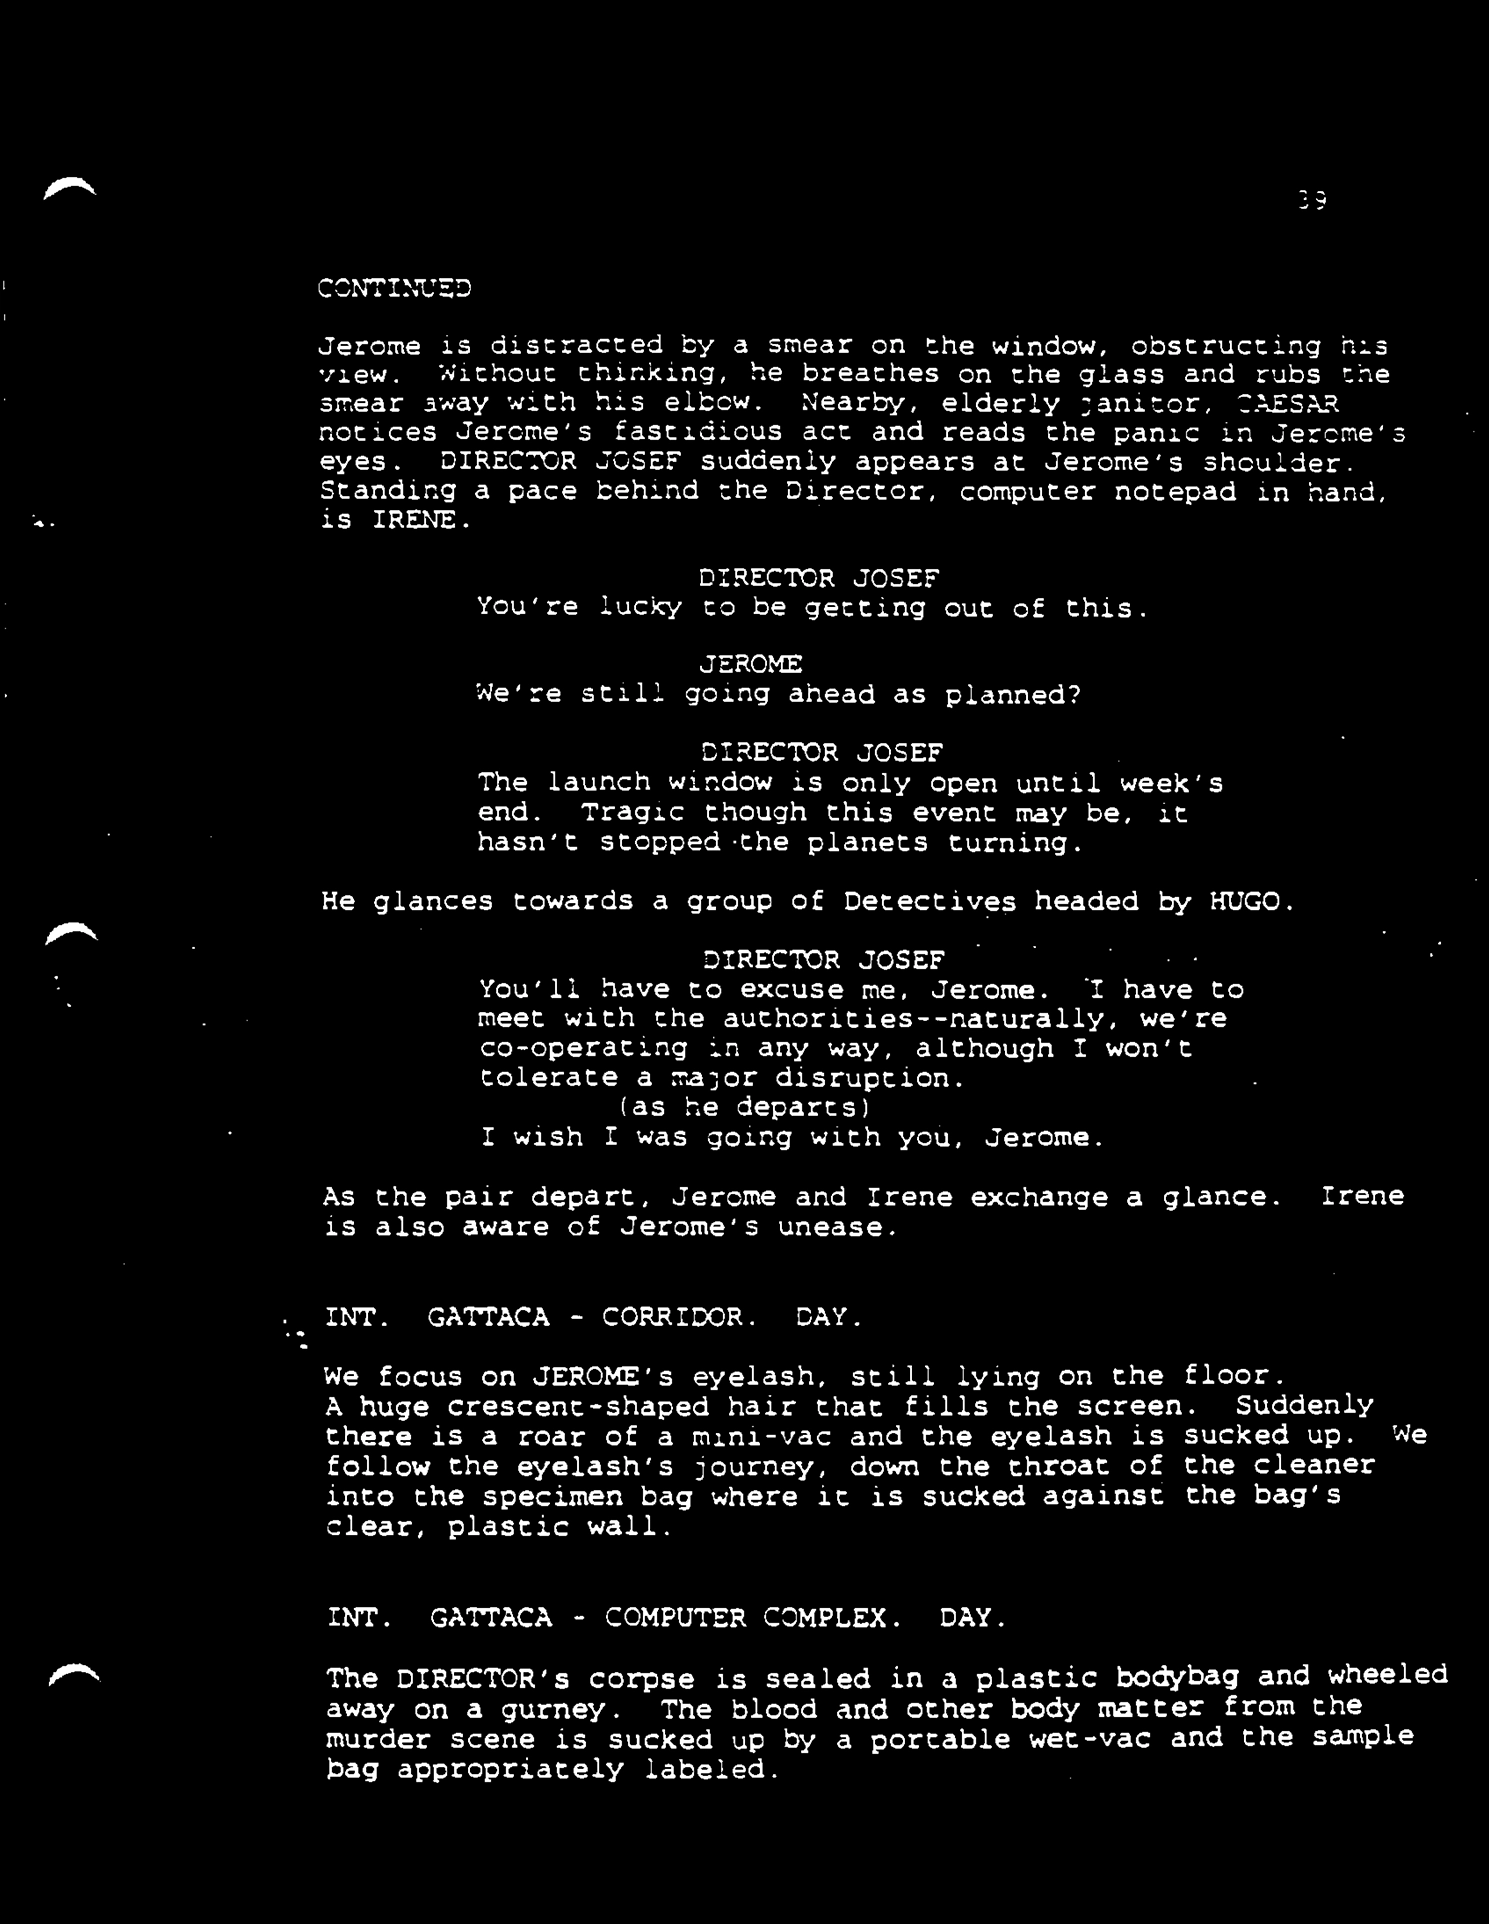 39
CONTINUED
Jerome is distracted by a smear on the window, obstructing his
view.  Without thinking, he breathes on the glass and rubs the
smear away with his elbow.  Nearby, elderly janitor, CAESAR
notices Jerome's fastidious act and reads the panic in Jerome's
eyes.  DIRECTOR JOSEF suddenly appears at Jerome's shoulder.
Standing a pace behind the Director, computer notepad in hand,
is IRENE.
DIRECTOR JOSEF
You're lucky to be getting out of this.
JEROME
We're still going ahead as planned?
DIRECTOR JOSEF
The launch window is only open until week's
end.  Tragic though this event may be, it
hasn't stopped the planets turning.
He glances towards a group of Detectives headed by HUGO.
DIRECTOR JOSEF
You'll have to excuse me, Jerome.  I have to
meet with the authorities--naturally, we're
co-operating in any way, although I won't
tolerate a major disruption.
(as he departs)
I wish I was going with you, Jerome.
As the pair depart, Jerome and Irene exchange a glance.  Irene
is also aware of Jerome's unease.
INT.  GATTACA - CORRIDOR.  DAY.
We focus on JEROME's eyelash, still lying on the floor.
A huge crescent-shaped hair that fills the screen.  Suddenly
there is a roar of a mini-vac and the eyelash is sucked up.  We
follow the eyelash's journey, down the throat of the cleaner
into the specimen bag where it is sucked against the bag's
clear, plastic wall.
INT.  GATTACA - COMPUTER COMPLEX.  DAY.
The DIRECTOR's corpse is sealed in a plastic bodybag and wheeled
away on a gurney.  The blood and other body matter from the
murder scene is sucked up by a portable wet-vac and the sample
bag appropriately labeled.